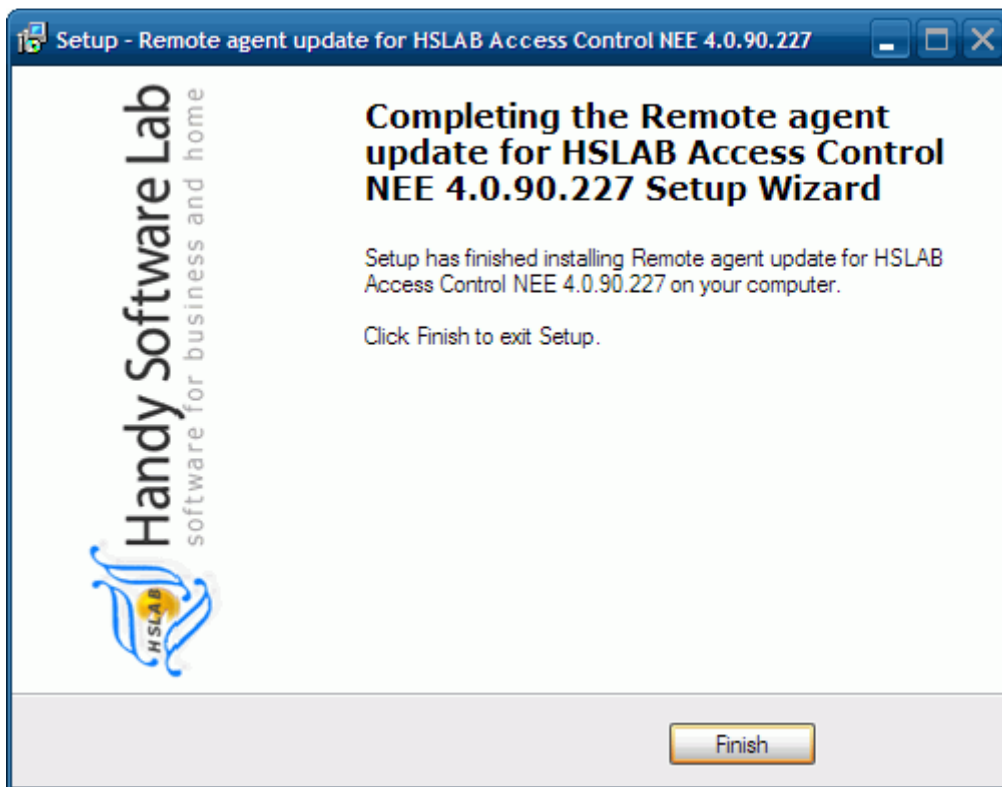 Setup - Remote agent update for HSLAB Access Control NEE 4.0.90.227
Handy Software Lab
software for business and home
HSLAB
Completing the Remote agent
update for HSLAB Access Control
NEE 4.0.90.227 Setup Wizard
Setup has finished installing Remote agent update for HSLAB
Access Control NEE 4.0.90.227 on your computer.
Click Finish to exit Setup.
Finish